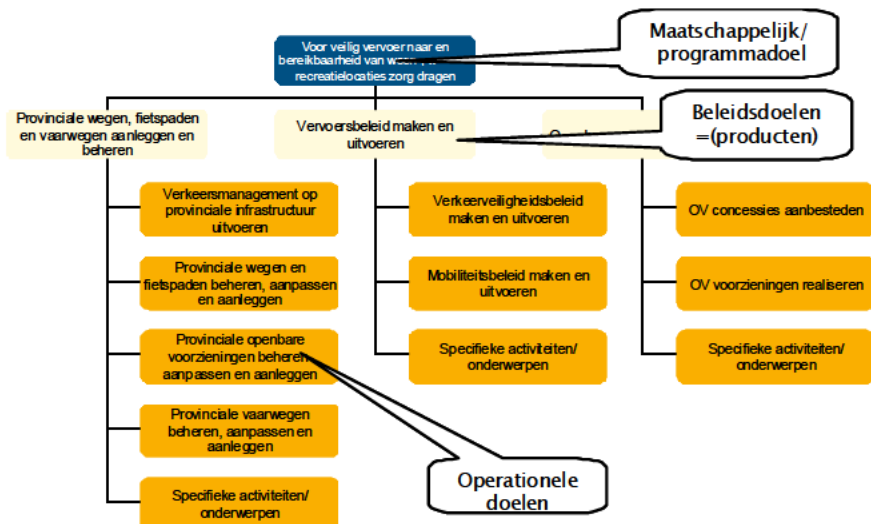 Voor veilig vervoer naar en
bereikbaarheid van
recreatielocaties zorg dragen
Maatschappelijk/
programmadoel
Provinciale wegen, fietspaden
en vaarwegen aanleggen en
beheren
Vervoersbeleid maken en
uitvoeren
Beleidsdoelen
=(producten)
Verkeersmanagement op
provinciale infrastructuur
uitvoeren
Provinciale wegen en
fietspaden beheren, aanpassen
en aanleggen
Provinciale openbare
voorzieningen beheren
aanpassen en aanleggen
Provinciale vaarwegen
beheren, aanpassen en
aanleggen
Specifieke activiteiten/
onderwerpen
Verkeerveiligheidsbeleid
maken en uitvoeren
Mobiliteitsbeleid maken en
uitvoeren
Specifieke activiteiten/
onderwerpen
OV concessies aanbesteden
OV voorzieningen realiseren
Specifieke activiteiten/
onderwerpen
Operationele
doelen